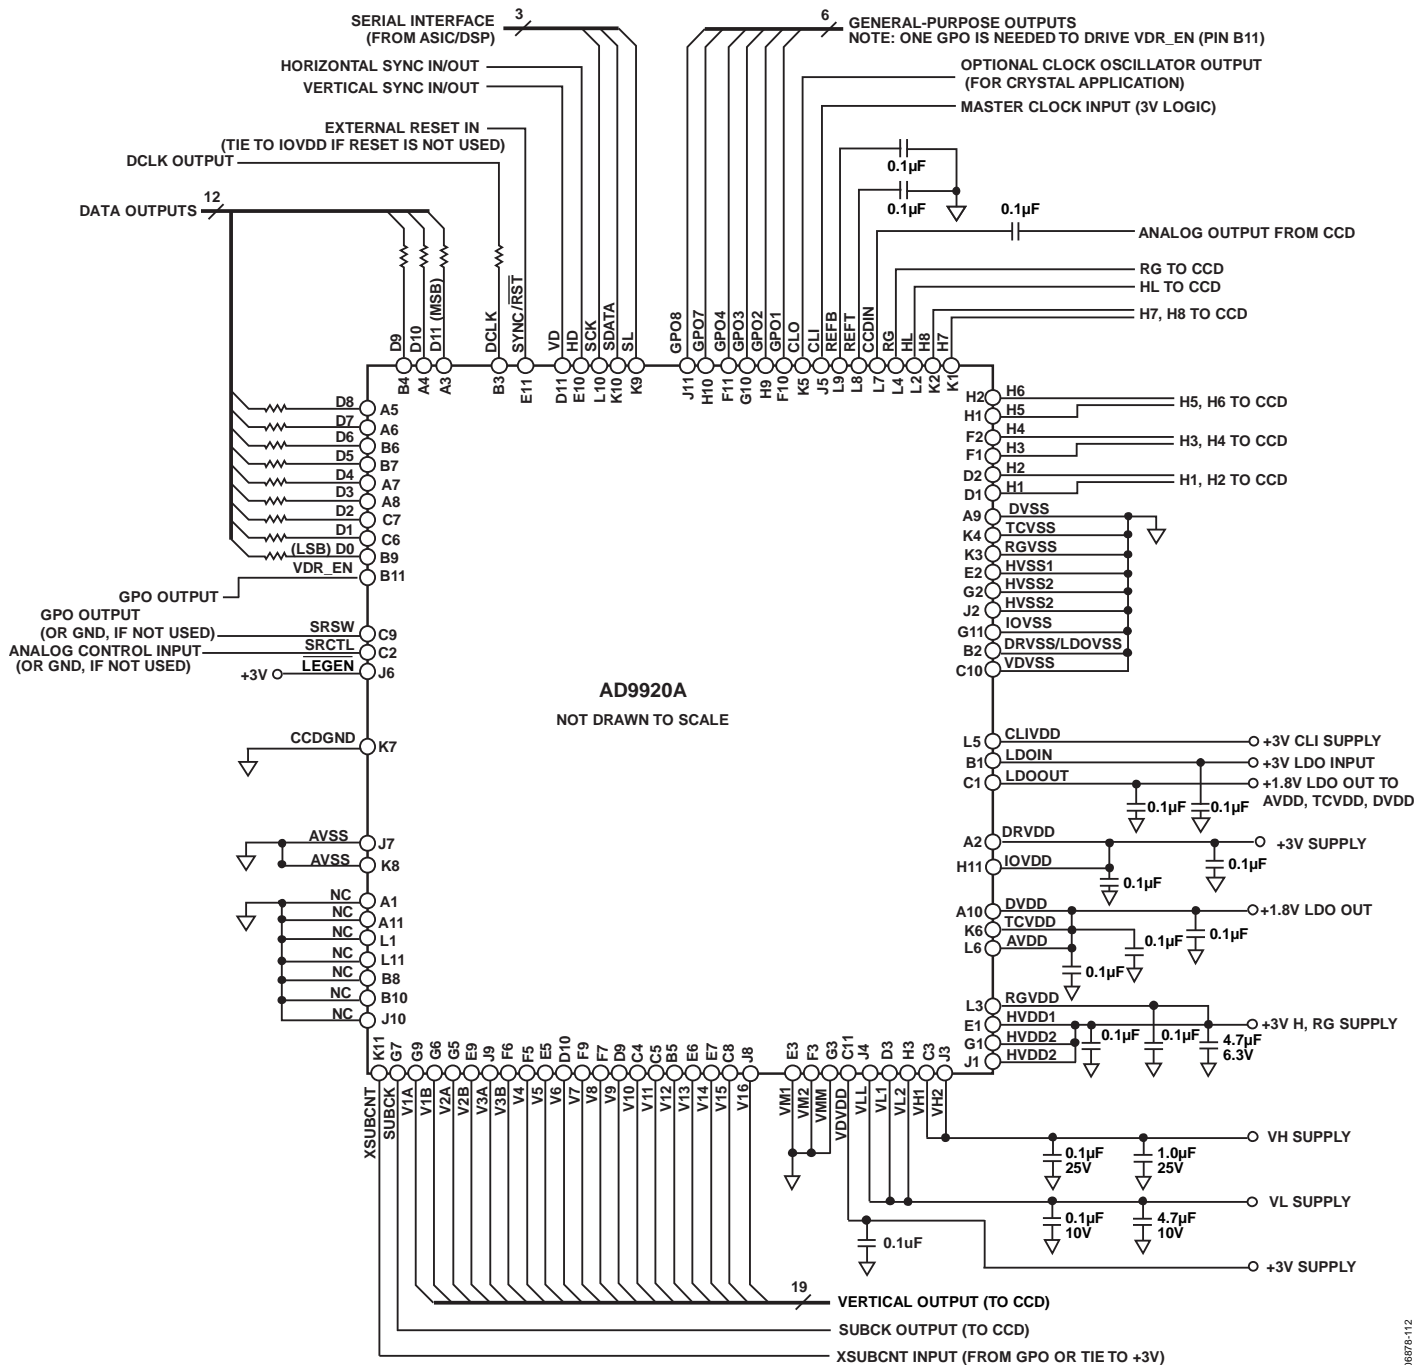 SERIAL INTERFACE
(FROM ASIC/DSP)
3
6
GENERAL-PURPOSE OUTPUTS
NOTE: ONE GPO IS NEEDED TO DRIVE VDR_EN (PIN B11)
HORIZONTAL SYNC IN/OUT
OPTIONAL CLOCK OSCILLATOR OUTPUT
(FOR CRYSTAL APPLICATION)
VERTICAL SYNC IN/OUT
MASTER CLOCK INPUT (3V LOGIC)
EXTERNAL RESET IN
(TIE TO IOVDD IF RESET IS NOT USED)
DCLK OUTPUT
0.1µF
0.1µF
0.1µF
DATA OUTPUTS
12
ANALOG OUTPUT FROM CCD
RG TO CCD
HL TO CCD
H7, H8 TO CCD
D9
D10
D11 (MSB)
DCLK
SYNC/RST
VD
HD
SCK
SDATA
SL
GPO8
GPO7
GPO4
GPO3
GPO2
GPO1
CLO
CLI
REFB
REFT
CCDIN
RG
HL
H8
H7
B4
A4
A3
B3
E11
D11
E10
L10
K10
K9
J11
H10
F11
G10
H9
F10
K5
J5
L9
L8
L7
L4
L2
K2
K1
D8 A5
D7 A6
D6 B6
D5 B7
D4 A7
D3 A8
D2 C7
D1 C6
(LSB) D0 B9
VDR_EN B11
GPO OUTPUT
GPO OUTPUT
(OR GND, IF NOT USED)
SRSW C9
ANALOG CONTROL INPUT
(OR GND, IF NOT USED)
SRCTL C2
+3V
LEGEN J6
CCDGND K7
AVSS J7
AVSS K8
NC A1
NC A11
NC L1
NC L11
NC B8
NC B10
NC J10
AD9920A
NOT DRAWN TO SCALE
H2 H6
H1 H5
H5, H6 TO CCD
F2 H4
F1 H3
H3, H4 TO CCD
D2 H2
D1 H1
H1, H2 TO CCD
A9 DVSS
K4 TCVSS
K3 RGVSS
E2 HVSS1
G2 HVSS2
J2 HVSS2
G11 IOVSS
B2 DRVSS/LDOVSS
C10 VDVSS
L5 CLIVDD +3V CLI SUPPLY
B1 LDOIN +3V LDO INPUT
C1 LDOOUT +1.8V LDO OUT TO
AVDD, TCVDD, DVDD
0.1µF
0.1µF
A2 DRVDD +3V SUPPLY
H11 IOVDD
0.1µF
0.1µF
A10 DVDD +1.8V LDO OUT
K6 TCVDD
L6 AVDD
0.1µF
0.1µF
0.1µF
L3 RGVDD
E1 HVDD1 +3V H, RG SUPPLY
G1 HVDD2
J1 HVDD2
0.1µF
0.1µF
4.7µF
6.3V
K11
G7
G9
G6
G5
E9
J9
F6
F5
E5
D10
F9
F7
D9
C4
C5
B5
E6
E7
C8
J8
E3
F3
G3
C11
J4
D3
H3
C3
J3
XSUBCNT
SUBCK
V1A
V1B
V2A
V2B
V3A
V3B
V4
V5
V6
V7
V8
V9
V10
V11
V12
V13
V14
V15
V16
VM1
VM2
VMM
VDVDD
VLL
VL1
VL2
VH1
VH2
VH SUPPLY
0.1µF
25V
1.0µF
25V
VL SUPPLY
0.1µF
10V
4.7µF
10V
0.1uF
+3V SUPPLY
19
VERTICAL OUTPUT (TO CCD)
SUBCK OUTPUT (TO CCD)
XSUBCNT INPUT (FROM GPO OR TIE TO +3V)
06878-112